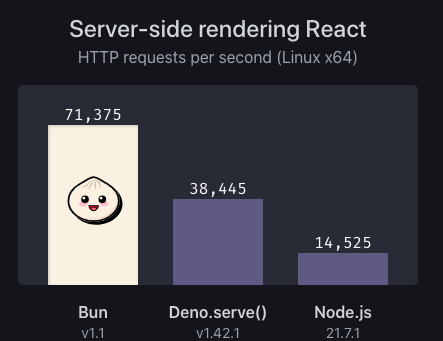 Server-side rendering React
HTTP requests per second (Linux x64)
71,375
38,445
14,525
Bun
Deno.serve()
Node.js
v1.1
v1.42.1
21.7.1